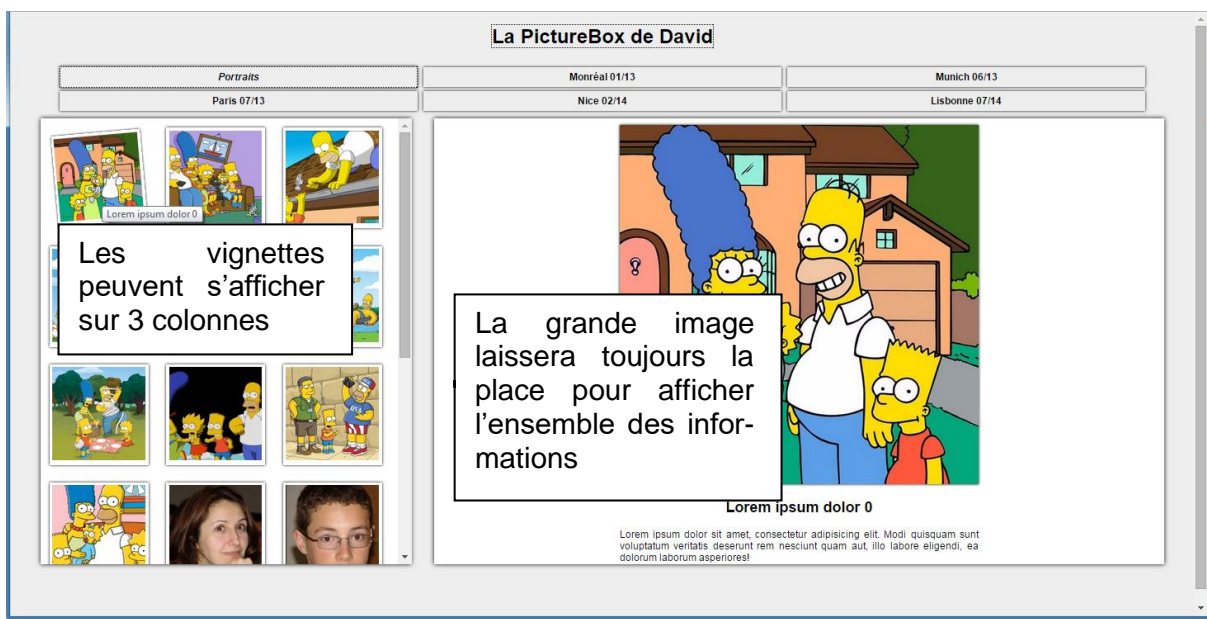 La PictureBox de David
Portraits Monréal 01/13 Munich 06/13
Paris 07/13 Nice 02/14 Lisbonne 07/14
Lorem ipsum dolor 0
Les vignettes
peuvent s’afficher
sur 3 colonnes
La grande image
laissera toujours la
place pour afficher
l’ensemble des infor-
mations
Lorem ipsum dolor 0
Lorem ipsum dolor sit amet, consectetur adipisicing elit. Modi quisquam sunt
voluptatum veritatis deserunt rem nesciunt quam aut, illo labore eligendi, ea
dolorum laborum asperiores!